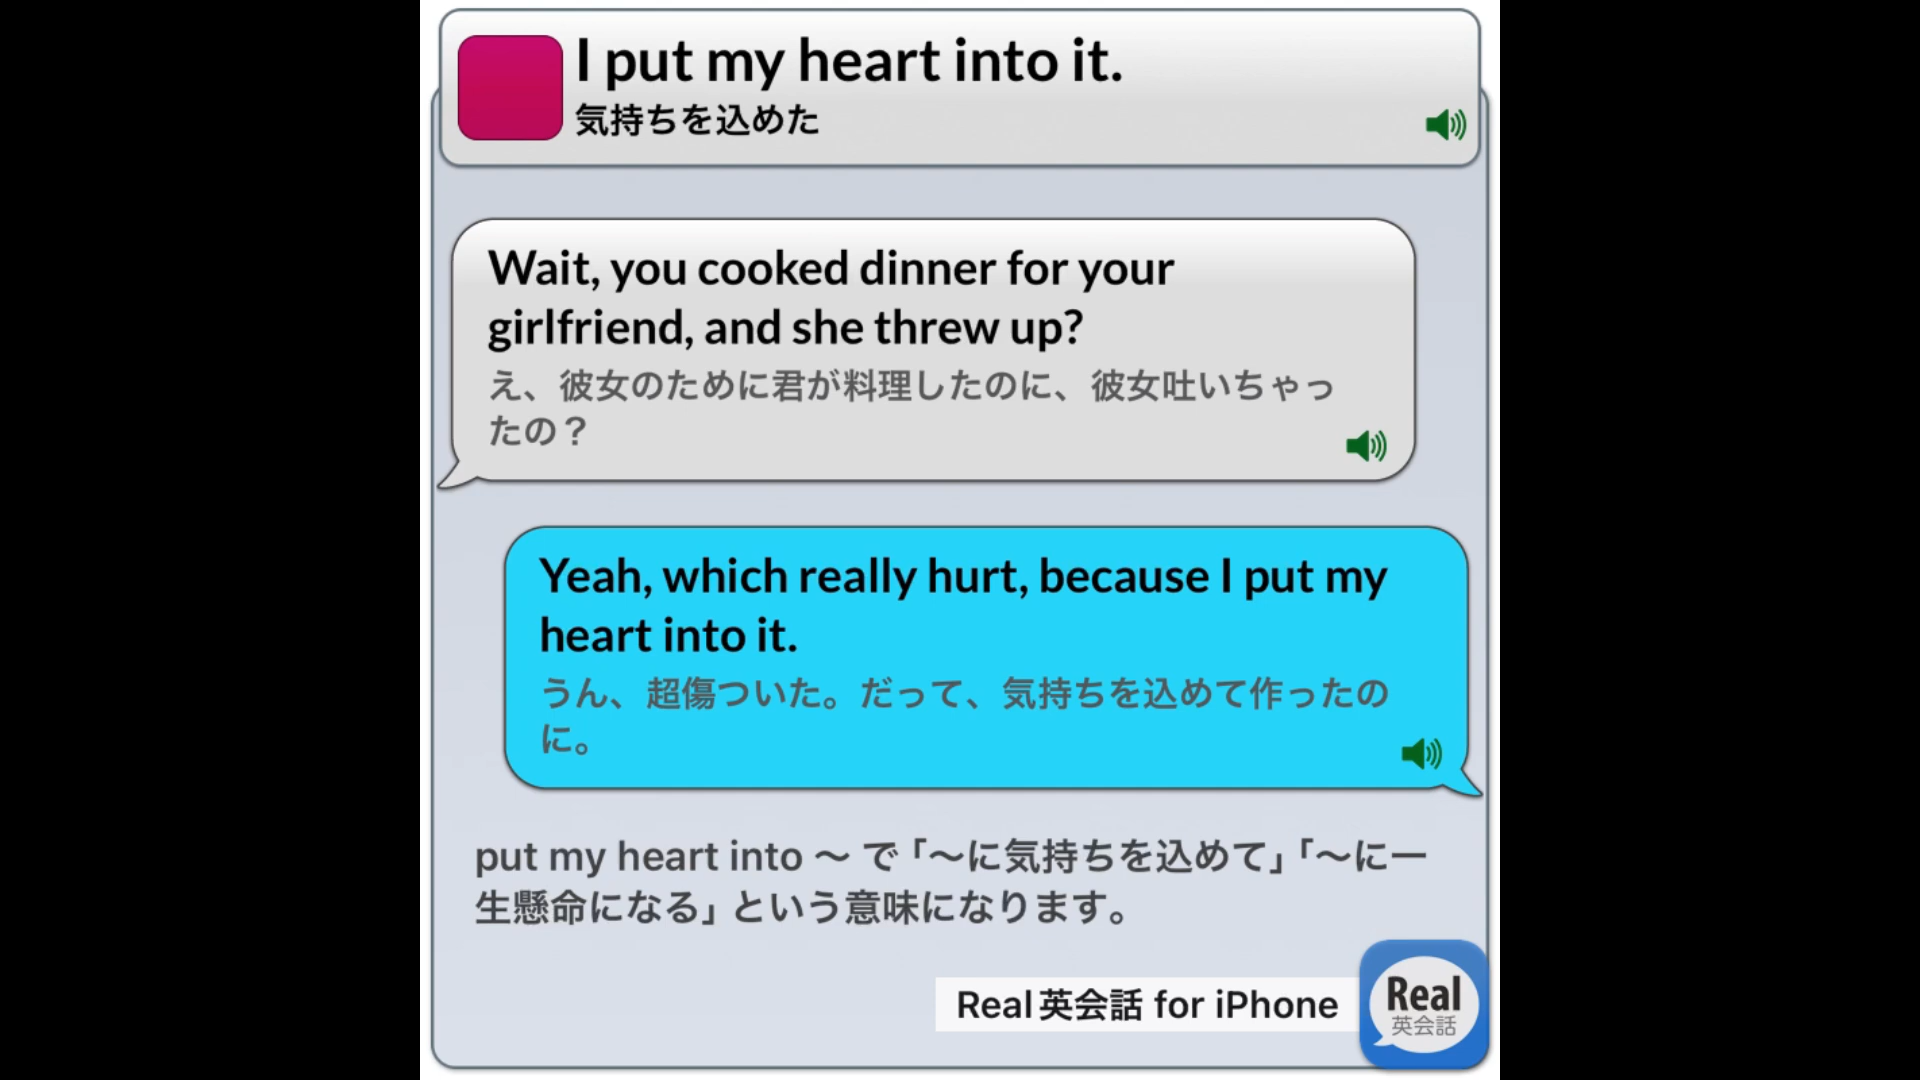 I put my heart into it.
気持ちを込めた
Wait, you cooked dinner for your
girlfriend, and she threw up?
え、彼女のために君が料理したのに、彼女吐いちゃっ
たの？
Yeah, which really hurt, because I put my
heart into it.
うん、超傷ついた。だって、気持ちを込めて作ったの
に。
put my heart into 〜 で「〜に気持ちを込めて」「〜に一
生懸命になる」という意味になります。
Real英会話 for iPhone
Real
英会話